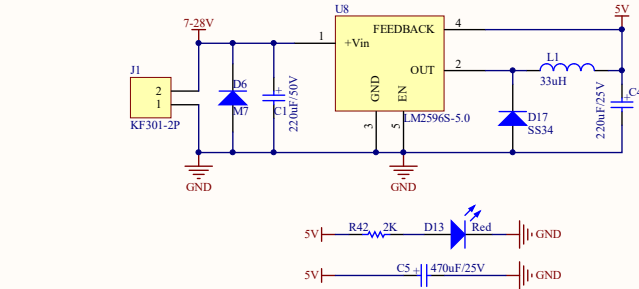 U8
7-28V
5V
FEEDBACK
4
1
+Vin
J1
L1
OUT
2
33uH
D6
2
1
M7
C1
220uF/50V
GND
EN
220uF/25V
C4
KF301-2P
LM2596S-5.0
D17
SS34
3
5
GND
GND
5V
R42
2K
D13
Red
GND
5V
C5
470uF/25V
GND